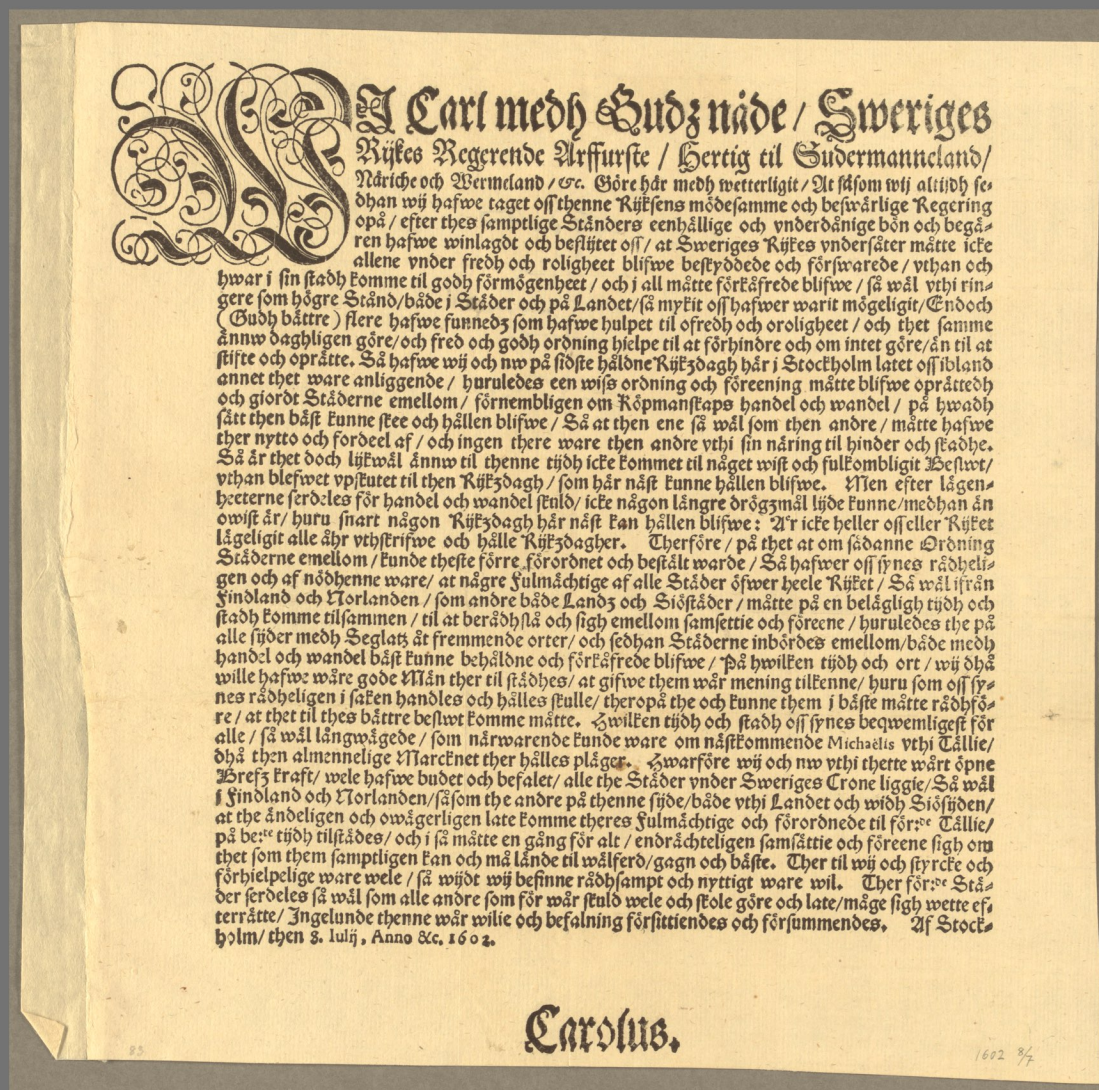 WJ Carl medh Gudz nåde / Sweriges
Rijkes Regerende Arffurste / Hertig til Sudermanneland/
Näriche och Wermeland / &c. Göre här medh wetterligit / At såsom wij altijdh se-
dhan wij hafwe taget oss thenne Rijksens mödesamme och beswärlige Regering
opå / efter thes samptlige Ständers eenhällige och vnderdånige bön och begä-
ren hafwe winlagdt och beflijtet oss / at Sweriges Rijkes vndersåter måtte icke
allene vnder fredh och roligheet blifwe beskyddede och förswarede / vthan och
hwar i sin stadh komme til godh förmögenheet / och i all måtte förkåfrede blifwe / så wäl vthi rin-
gere som högre Stånd/både i Städer och på Landet/så mykit oss hafwer warit mögeligit/Endoch
(Gudh bättre) flere hafwe funnedz som hafwe hulpet til ofredh och oroligheet / och thet samme
ännw daghligen göre/och fred och godh ordning hielpe til at förhindre och om intet göre/än til at
stifte och oprätte. Så hafwe wij och nw på sidste håldne Rijkzdagh här i Stockholm latet oss ibland
annet thet ware anliggende / huruledes een wiss ordning och föreening måtte blifwe oprättedh
och giordt Städerne emellom / förnembligen om Köpmanskaps handel och wandel / på hwadh
sätt then bäst kunne skee och hållen blifwe / Så at then ene så wäl som then andre / måtte hafwe
ther nytto och fordeel af / och ingen there ware then andre vthi sin näring til hinder och skadhe.
Så är thet doch lijkwäl ännw til thenne tijdh icke kommet til något wist och fulkombligit Beslwt/
vthan blefwet vpskutet til then Rijkzdagh / som här näst kunne hållen blifwe. Men efter lägen-
heeterne serdeles för handel och wandel skuld/ icke någon längre drögzmål lijde kunne/medhan än
owist är/ huru snart någon Rijkzdagh här näst kan hållen blifwe: Är icke heller oss eller Rijket
lägeligit alle åhr vthskrifwe och hålle Rijkzdagher. Therföre / på thet at om sådanne Ordning
Städerne emellom / kunde theste förre förordnet och bestält warde / Så hafwer oss synes rådheli-
gen och af nödhenne ware/ at någre Fulmächtige af alle Städer öfwer heele Rijket / Så wäl ifrån
Findland och Norlanden / som andre både Landz och Siöstäder / måtte på en belägligh tijdh och
stadh komme tilsammen / til at berådhslå och sigh emellom samsettie och förcene / huruledes the på
alle sijder medh Seglatz åt fremmende orter/ och sedhan Städerne inbördes emellom/både medh
handel och wandel bäst kunne behåldne och förkåfrede blifwe / På hwilken tijdh och ort / wij dhå
wille hafwe wåre gode Män ther til städhes/ at gifwe them wår mening tilkenne/ huru som oss sy-
nes rådheligen i saken handles och hålles skulle/ theropå the och kunne them i bäste måtte rådhfö-
re / at thet til thes bättre beslwt komme måtte. Hwilken tijdh och stadh oss synes beqwemligest för
alle / så wäl långwägede / som närwarende kunde ware om nästkommende Michaëlis vthi Tällie/
dhå then almennelige Marcknet ther hålles pläger. Hwarföre wij och nw vthi thette wårt öpne
Brefz kraft/ wele hafwe budet och befalet/ alle the Städer vnder Sweriges Crone liggie/Så wäl
i Findland och Norlanden/såsom the andre på thenne sijde/både vthi Landet och widh Siösijden/
at the ändeligen och owägerligen late komme theres Fulmächtige och förordnede til för:de Tällie/
på be:te tijdh tilstädes/ och i så måtte en gång för alt / endrächteligen samsättie och förcene sigh om
thet som them samptligen kan och må lände til wälferd/gagn och bäste. Ther til wij och styrcke och
förhielpelige ware wele / så wijdt wij befinne rådhsampt och nyttigt ware wil. Ther för:de Stä-
der serdeles så wäl som alle andre som för wår skuld wele och skole göre och late/måge sigh wette ef-
terrätte/ Ingelunde thenne wår wilie och befalning försittiendes och försummendes. Af Stock-
holm/ then 8. Iulij, Anno &c. 1602.
Carolus.
83
1602 8/7